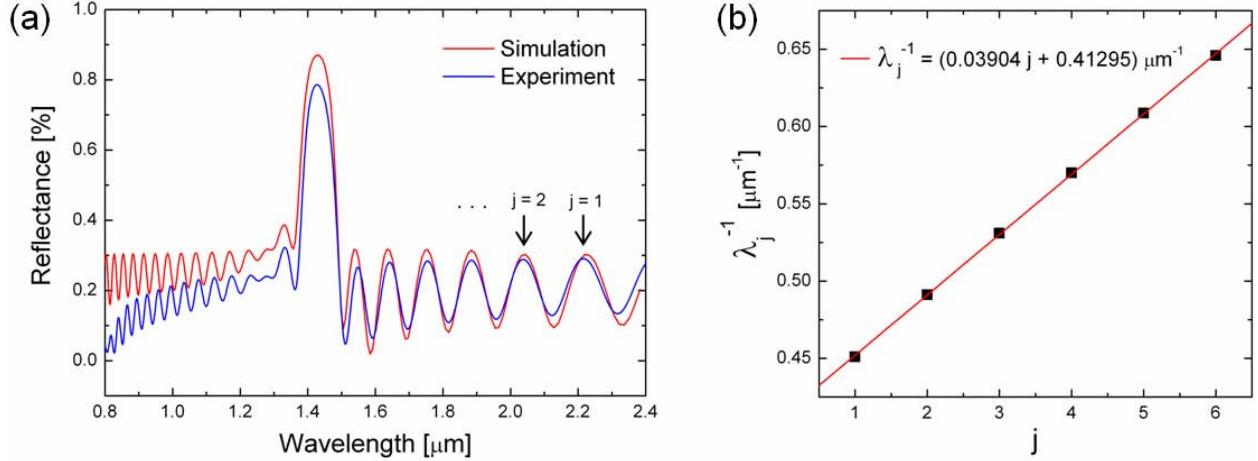 (a)
1.0
0.8
0.6
0.4
0.2
0.0
Reflectance [%]
Simulation
Experiment
. . . j = 2 j = 1
0.8 1.0 1.2 1.4 1.6 1.8 2.0 2.2 2.4
Wavelength [μm]
(b)
0.65
0.60
0.55
0.50
0.45
λj-1 [μm-1]
λj-1 = (0.03904 j + 0.41295) μm-1
1 2 3 4 5 6
j